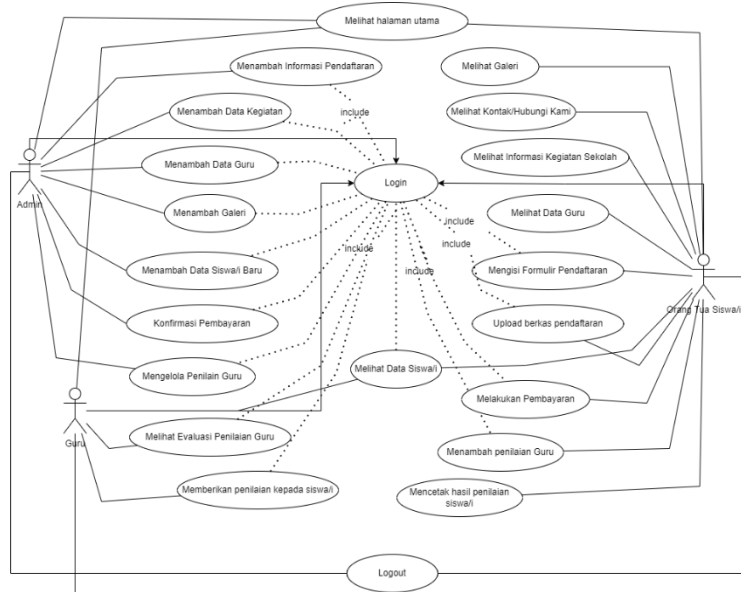 Melihat halaman utama
Menambah Informasi Pendaftaran
Melihat Galeri
Menambah Data Kegiatan
include
Melihat Kontak/Hubungi Kami
Menambah Data Guru
Melihat Informasi Kegiatan Sekolah
Login
Admin
Menambah Galeri
Melihat Data Guru
include
include
include
Menambah Data Siswa/i Baru
include
Mengisi Formulir Pendaftaran
Orang Tua Siswa/i
Konfirmasi Pembayaran
Upload berkas pendaftaran
Mengelola Penilain Guru
Melihat Data Siswa/i
Melakukan Pembayaran
Guru
Melihat Evaluasi Penilaian Guru
Menambah penilaian Guru
Memberikan penilaian kepada siswa/i
Mencetak hasil penilaian
siswa/i
Logout